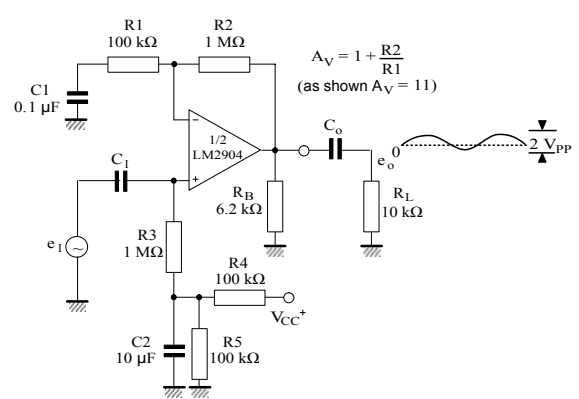 R1
100 kΩ
R2
1 MΩ
A_V = 1 + R2/R1
(as shown A_V = 11)
C1
0.1 µF
1/2
LM2904
C_I
C_o
e_o
0
2 V_PP
R_B
6.2 kΩ
R_L
10 kΩ
e_I
~
R3
1 MΩ
R4
100 kΩ
V_CC+
C2
10 µF
R5
100 kΩ